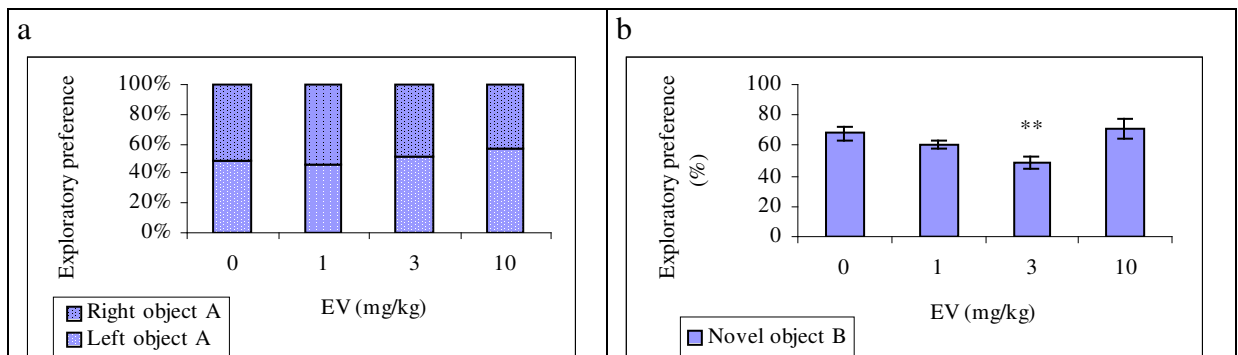 a
Exploratory preference
100%
80%
60%
40%
20%
0%
0 1 3 10
EV (mg/kg)
Right object A
Left object A
b
Exploratory preference
(%)
100
80
60
40
20
0
**
0 1 3 10
EV (mg/kg)
Novel object B